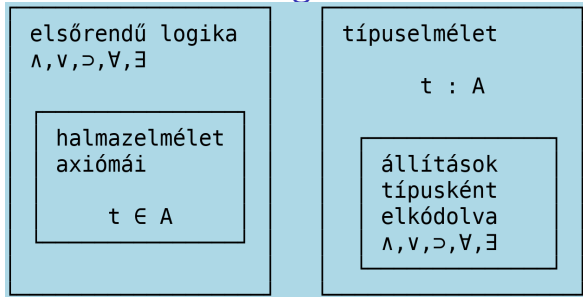 elsőrendű logika
∧,∨,⊃,∀,∃
halmazelmélet
axiómái
t ∈ A
típuselmélet
t : A
állítások
típusként
elkódolva
∧,∨,⊃,∀,∃